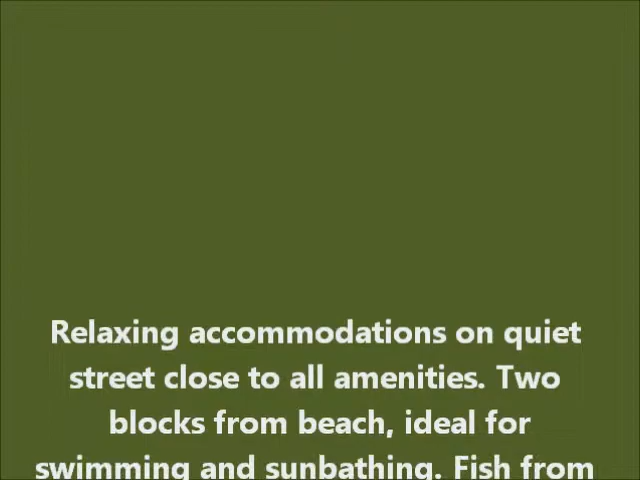 Relaxing accommodations on quiet
street close to all amenities. Two
blocks from beach, ideal for
swimming and sunbathing. Fish from